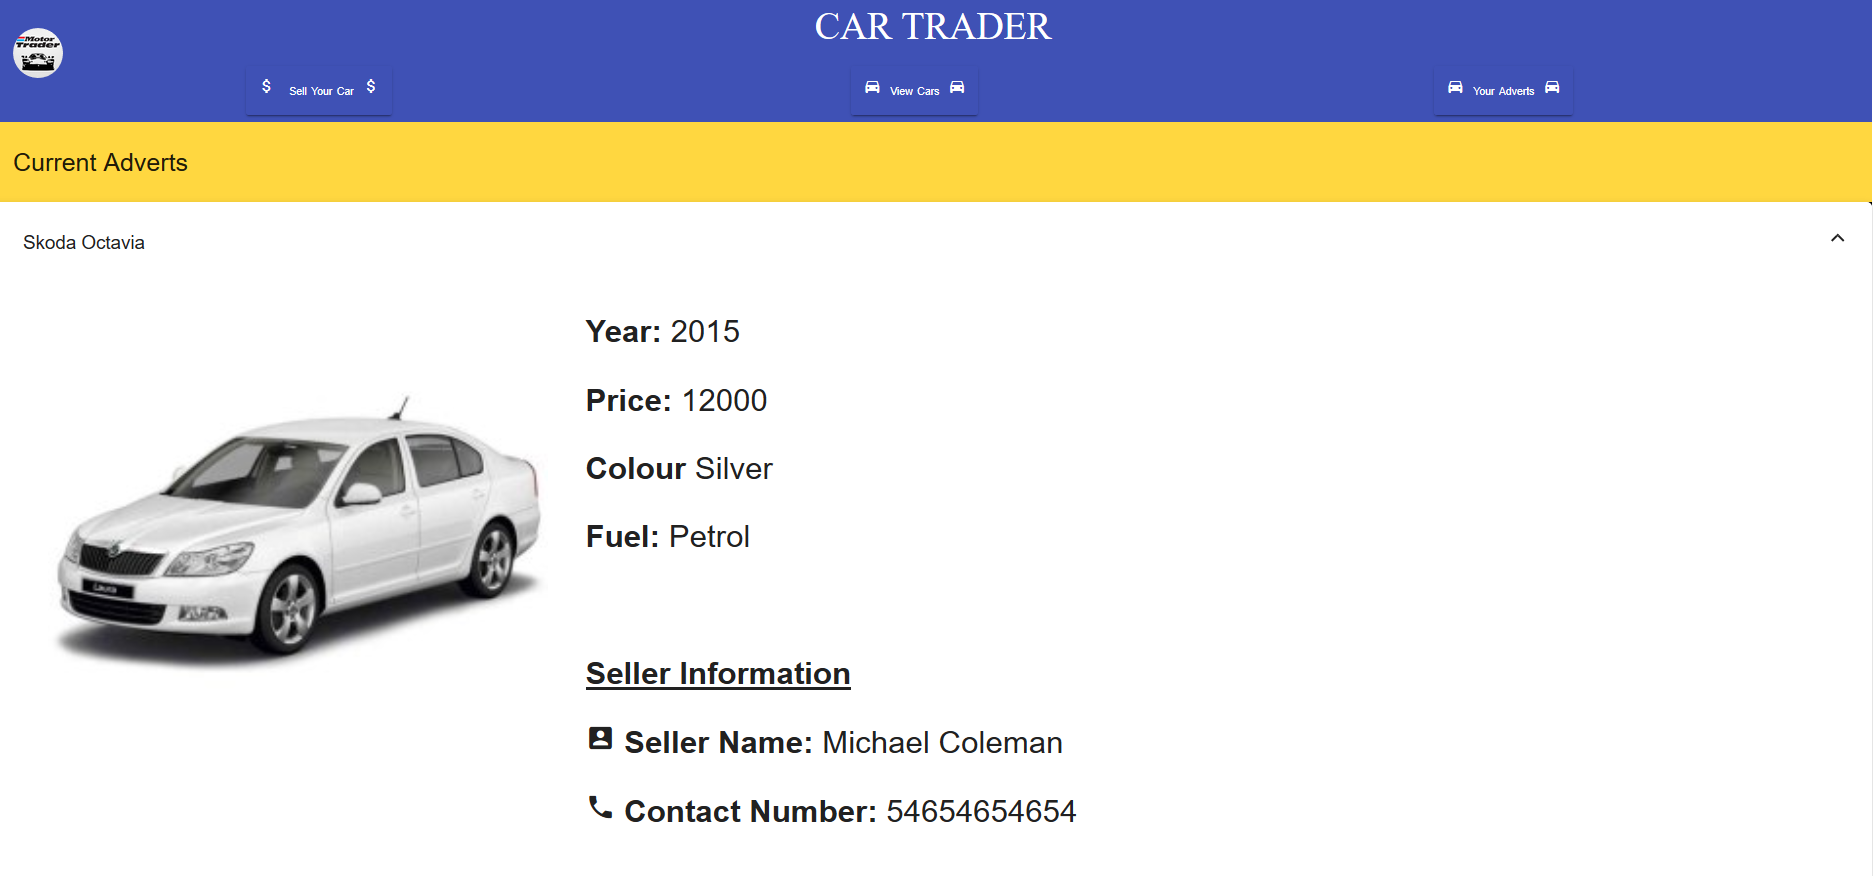 CAR TRADER
Motor
Trader
$ Sell Your Car $
View Cars
Your Adverts
Current Adverts
Skoda Octavia
Year: 2015
Price: 12000
Colour Silver
Fuel: Petrol
Laura
Seller Information
Seller Name: Michael Coleman
Contact Number: 54654654654